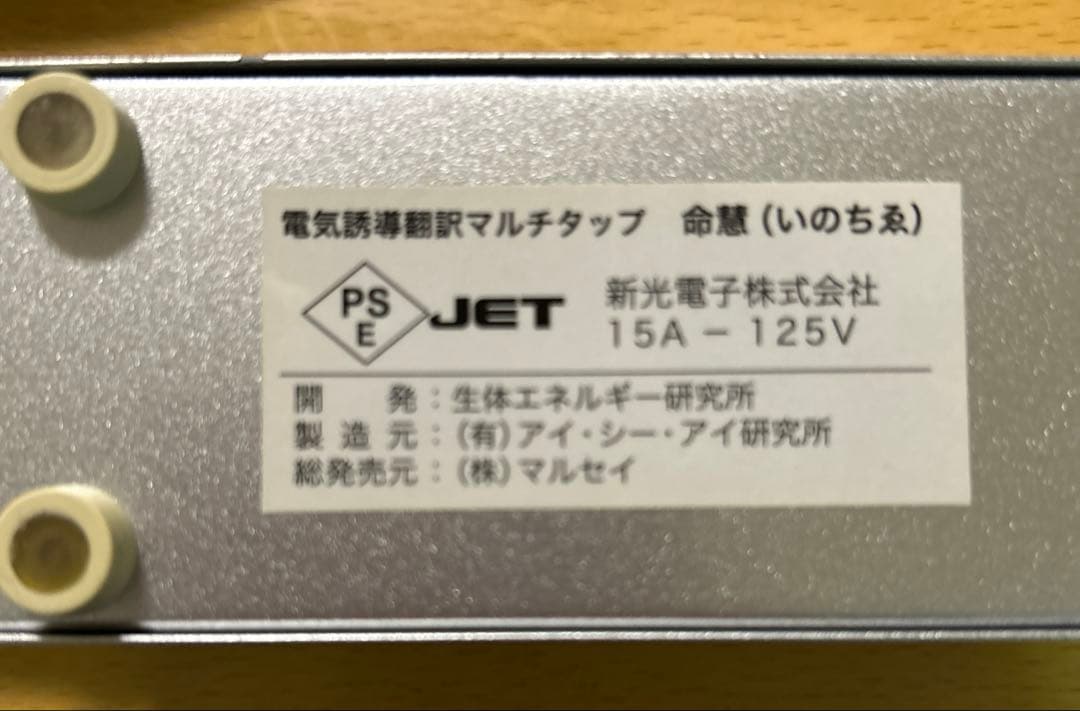 電気誘導翻訳マルチタップ 命慧(いのちゑ)
PS
E
JET
新光電子株式会社
15A − 125V
開 発：生体エネルギー研究所
製造元：(有)アイ・シー・アイ研究所
総発売元：(株)マルセイ